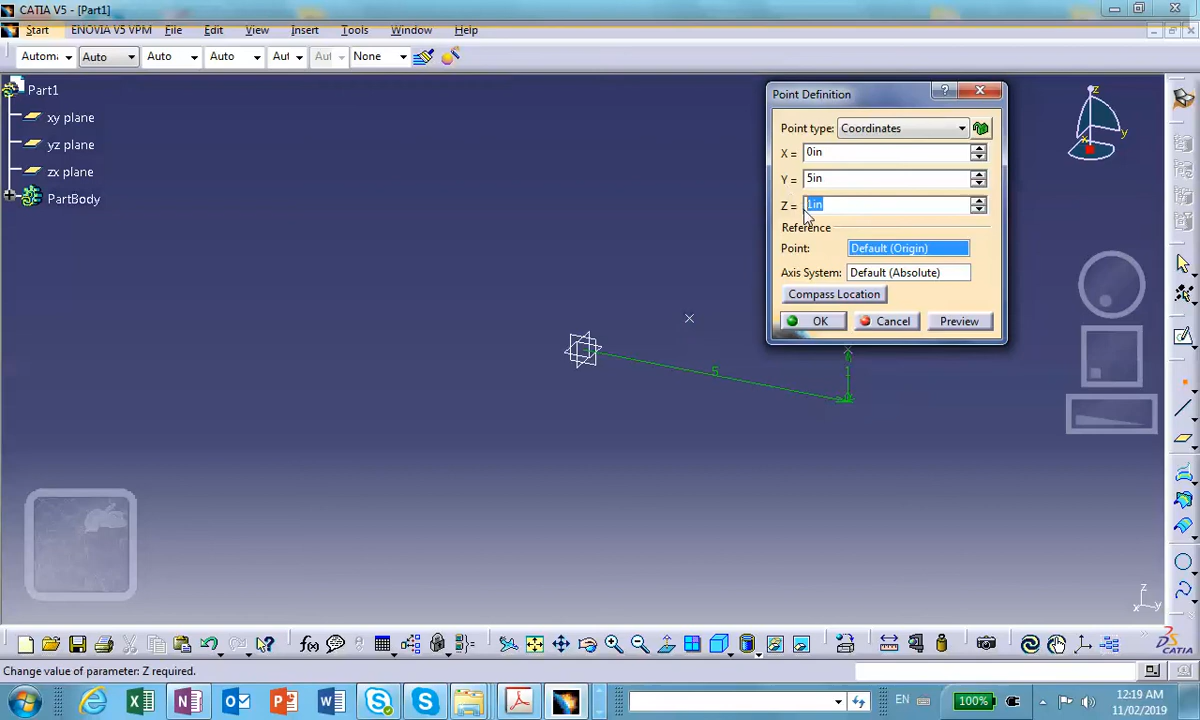 CATIA V5 - [Part1]
Start ENOVIA V5 VPM File Edit View Insert Tools Window Help
Autom Auto Auto Auto Aut Aut None
Part1
xy plane
yz plane
zx plane
PartBody
Point Definition
?
Point type: Coordinates
X = 0in
Y = 5in
Z = 1in
Reference
Point: Default (Origin)
Axis System: Default (Absolute)
Compass Location
OK Cancel Preview
z
y
x
5
1
z
x y
f(x)
CATIA
Change value of parameter: Z required.
EN
100%
12:19 AM
11/02/2019